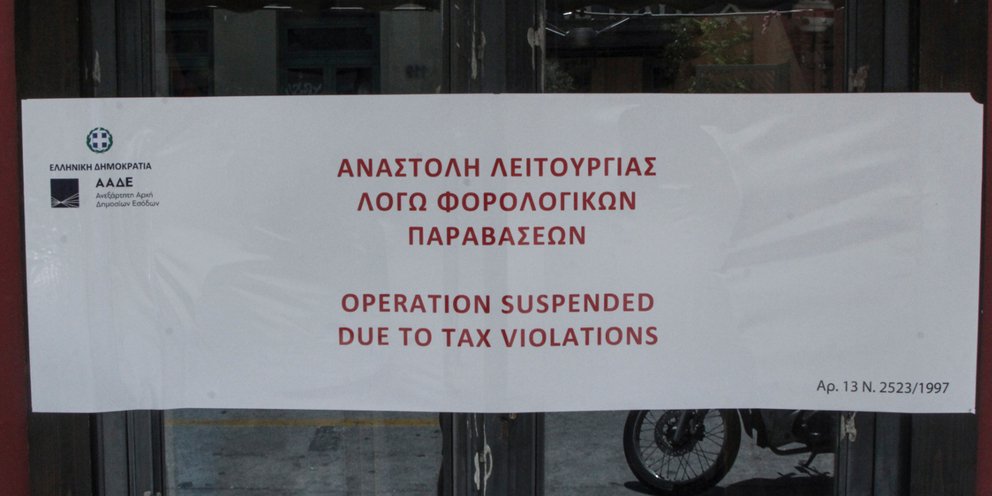 ΕΛΛΗΝΙΚΗ ΔΗΜΟΚΡΑΤΙΑ
ΑΑΔΕ
Ανεξάρτητη Αρχή
Δημοσίων Εσόδων
ΑΝΑΣΤΟΛΗ ΛΕΙΤΟΥΡΓΙΑΣ
ΛΟΓΩ ΦΟΡΟΛΟΓΙΚΩΝ
ΠΑΡΑΒΑΣΕΩΝ
OPERATION SUSPENDED
DUE TO TAX VIOLATIONS
Αρ. 13 Ν. 2523/1997